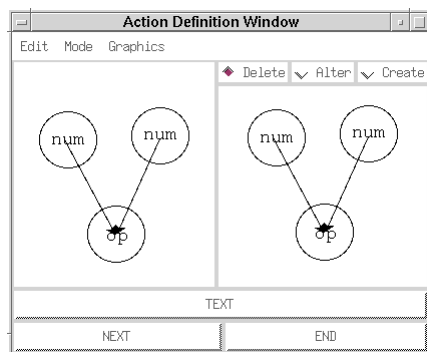 Action Definition Window
Edit Mode Graphics
Delete Alter Create
num num
op
num num
op
TEXT
NEXT END